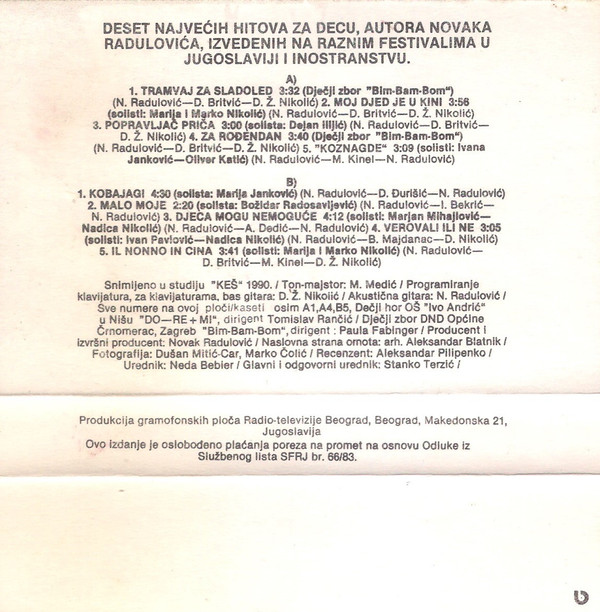 DESET NAJVEĆIH HITOVA ZA DECU, AUTORA NOVAKA
RADULOVIĆA, IZVEDENIH NA RAZNIM FESTIVALIMA U
JUGOSLAVIJI I INOSTRANSTVU.
A)
1. TRAMVAJ ZA SLADOLED 3:32 (Dječji zbor "Bim-Bam-Bom")
(N. Radulović—D. Britvić—D. Ž. Nikolić) 2. MOJ DJED JE U KINI 3:56
(solisti: Marija i Marko Nikolić) (N. Radulović—D. Britvić—D. Ž. Nikolić)
3. POPRAVLJAČ PRIČA 3:00 (solista: Dejan Ilijić) (N. Radulović—D. Britvić—
D. Ž. Nikolić) 4. ZA ROĐENDAN 3:40 (Dječji zbor "Bim-Bam-Bom")
(N. Radulović—D. Britvić—D. Ž. Nikolić) 5. "KOZNAGDE" 3:09 (solisti: Ivana
Janković—Oliver Katić) (N. Radulović—M. Kinel—N. Radulović)
B)
1. KOBAJAGI 4:30 (solista: Marija Janković) (N. Radulović—D. Đurišić—N. Radulović)
2. MALO MOJE 2:20 (solista: Božidar Radosavljević) (N. Radulović—I. Bekrić—
N. Radulović) 3. DJECA MOGU NEMOGUĆE 4:12 (solisti: Marjan Mihajlović—
Nadica Nikolić) (N. Radulović—A. Dedić—N. Radulović) 4. VEROVALI ILI NE 3:05
(solisti: Ivan Pavlović—Nadica Nikolić) (N. Radulović—B. Majdanac—D. Nikolić)
5. IL NONNO IN CINA 3:41 (solisti: Marija i Marko Nikolić) (N. Radulović—
D. Britvić—M. Kinel—D. Ž. Nikolić)
Snimljeno u studiju "KEŠ" 1990. / Ton-majstor: M. Medić / Programiranje
klavijatura, za klavijaturama, bas gitara: D. Ž. Nikolić / Akustična gitara: N. Radulović /
Sve numere na ovoj ploči/kaseti osim A1,A4,B5, Dečji hor OŠ "Ivo Andrić"
u Nišu "DO—RE + MI", dirigent Tomislav Rančić / Dječji zbor DND Općine
Črnomerac, Zagreb "Bim-Bam-Bom", dirigent : Paula Fabinger / Producent i
izvršni producent: Novak Radulović / Naslovna strana omota: arh. Aleksandar Blatnik /
Fotografija: Dušan Mitić-Car, Marko Čolić / Recenzent: Aleksandar Pilipenko /
Urednik: Neda Bebier / Glavni i odgovorni urednik: Stanko Terzić /
Produkcija gramofonskih ploča Radio-televizije Beograd, Beograd, Makedonska 21,
Jugoslavija
Ovo izdanje je oslobođeno plaćanja poreza na promet na osnovu Odluke iz
Službenog lista SFRJ br. 66/83.